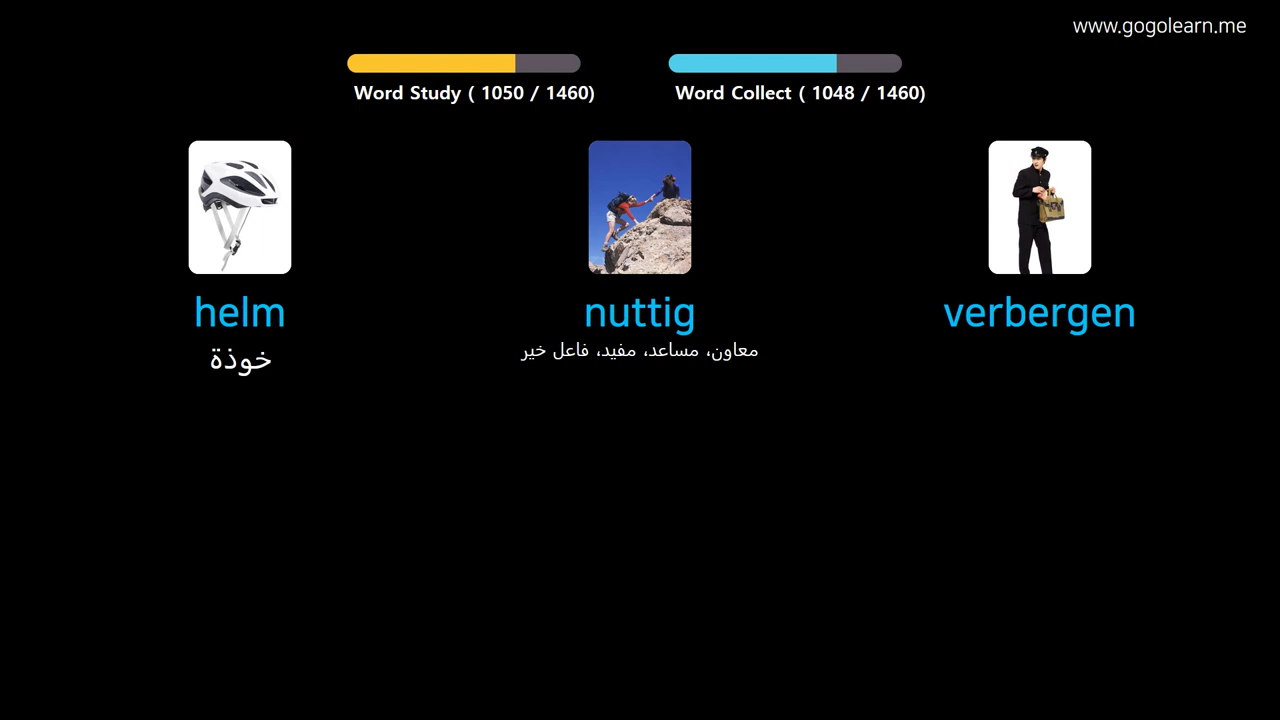 www.gogolearn.me
Word Study ( 1050 / 1460)
Word Collect ( 1048 / 1460)
helm
خوذة
nuttig
معاون، مساعد، مفيد، فاعل خير
verbergen